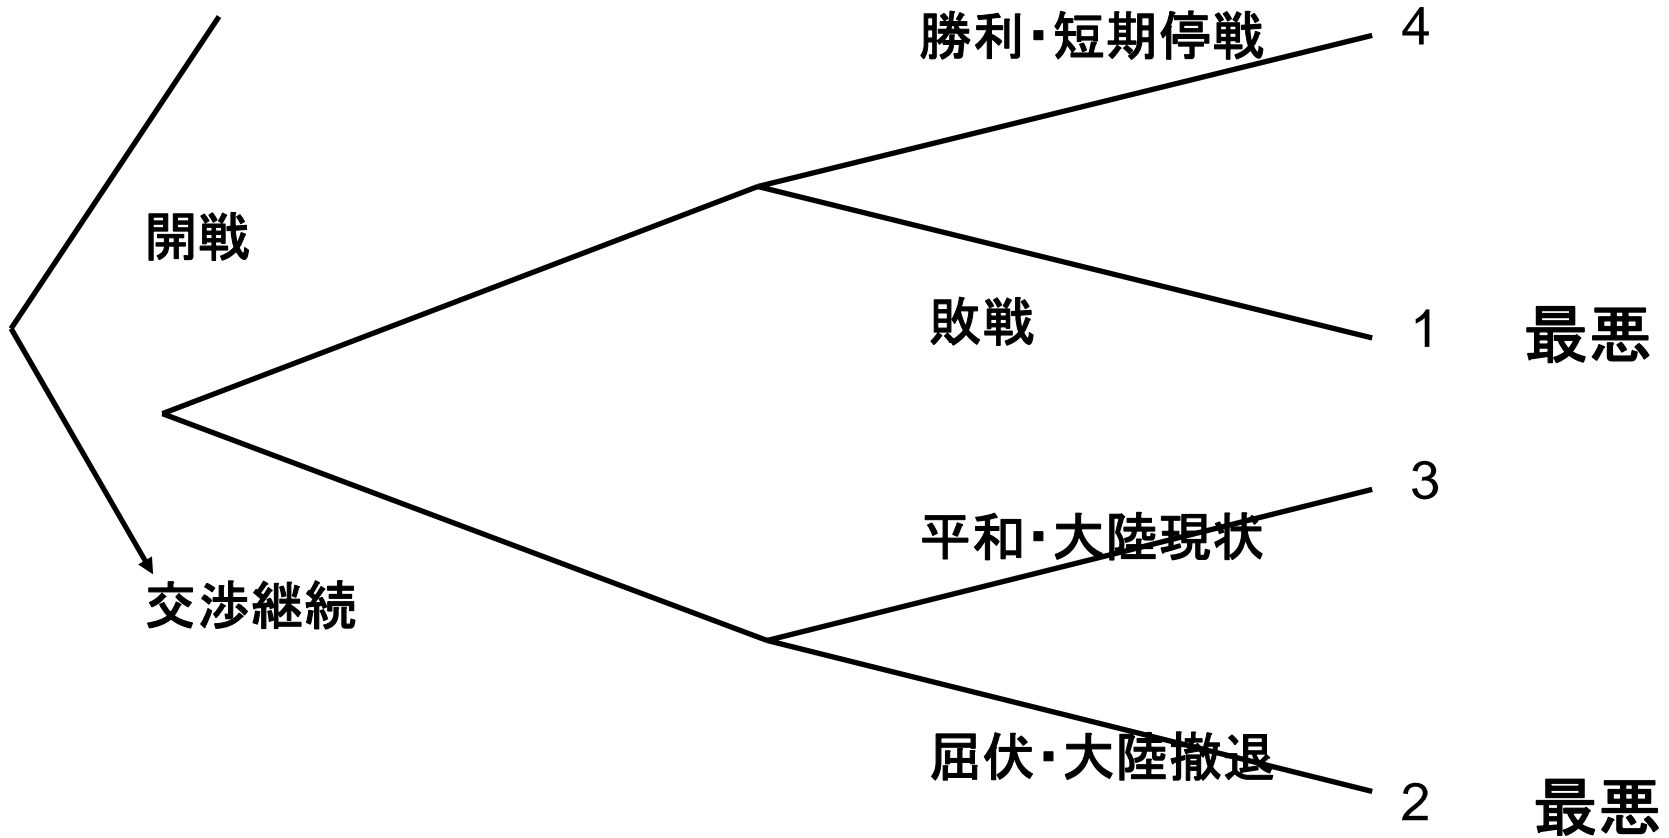 勝利・短期停戦 4
開戦
敗戦 1 最悪
平和・大陸現状 3
交渉継続
屈伏・大陸撤退 2 最悪